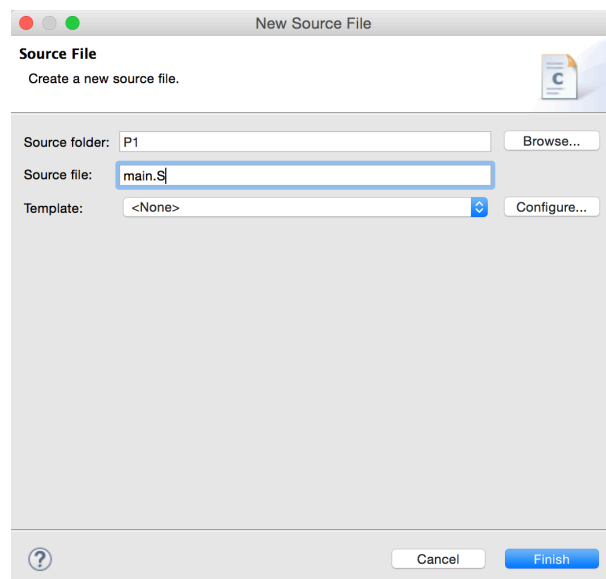 New Source File
Source File
Create a new source file.
C
Source folder: P1 Browse...
Source file: main.S
Template: <None> Configure...
? Cancel Finish